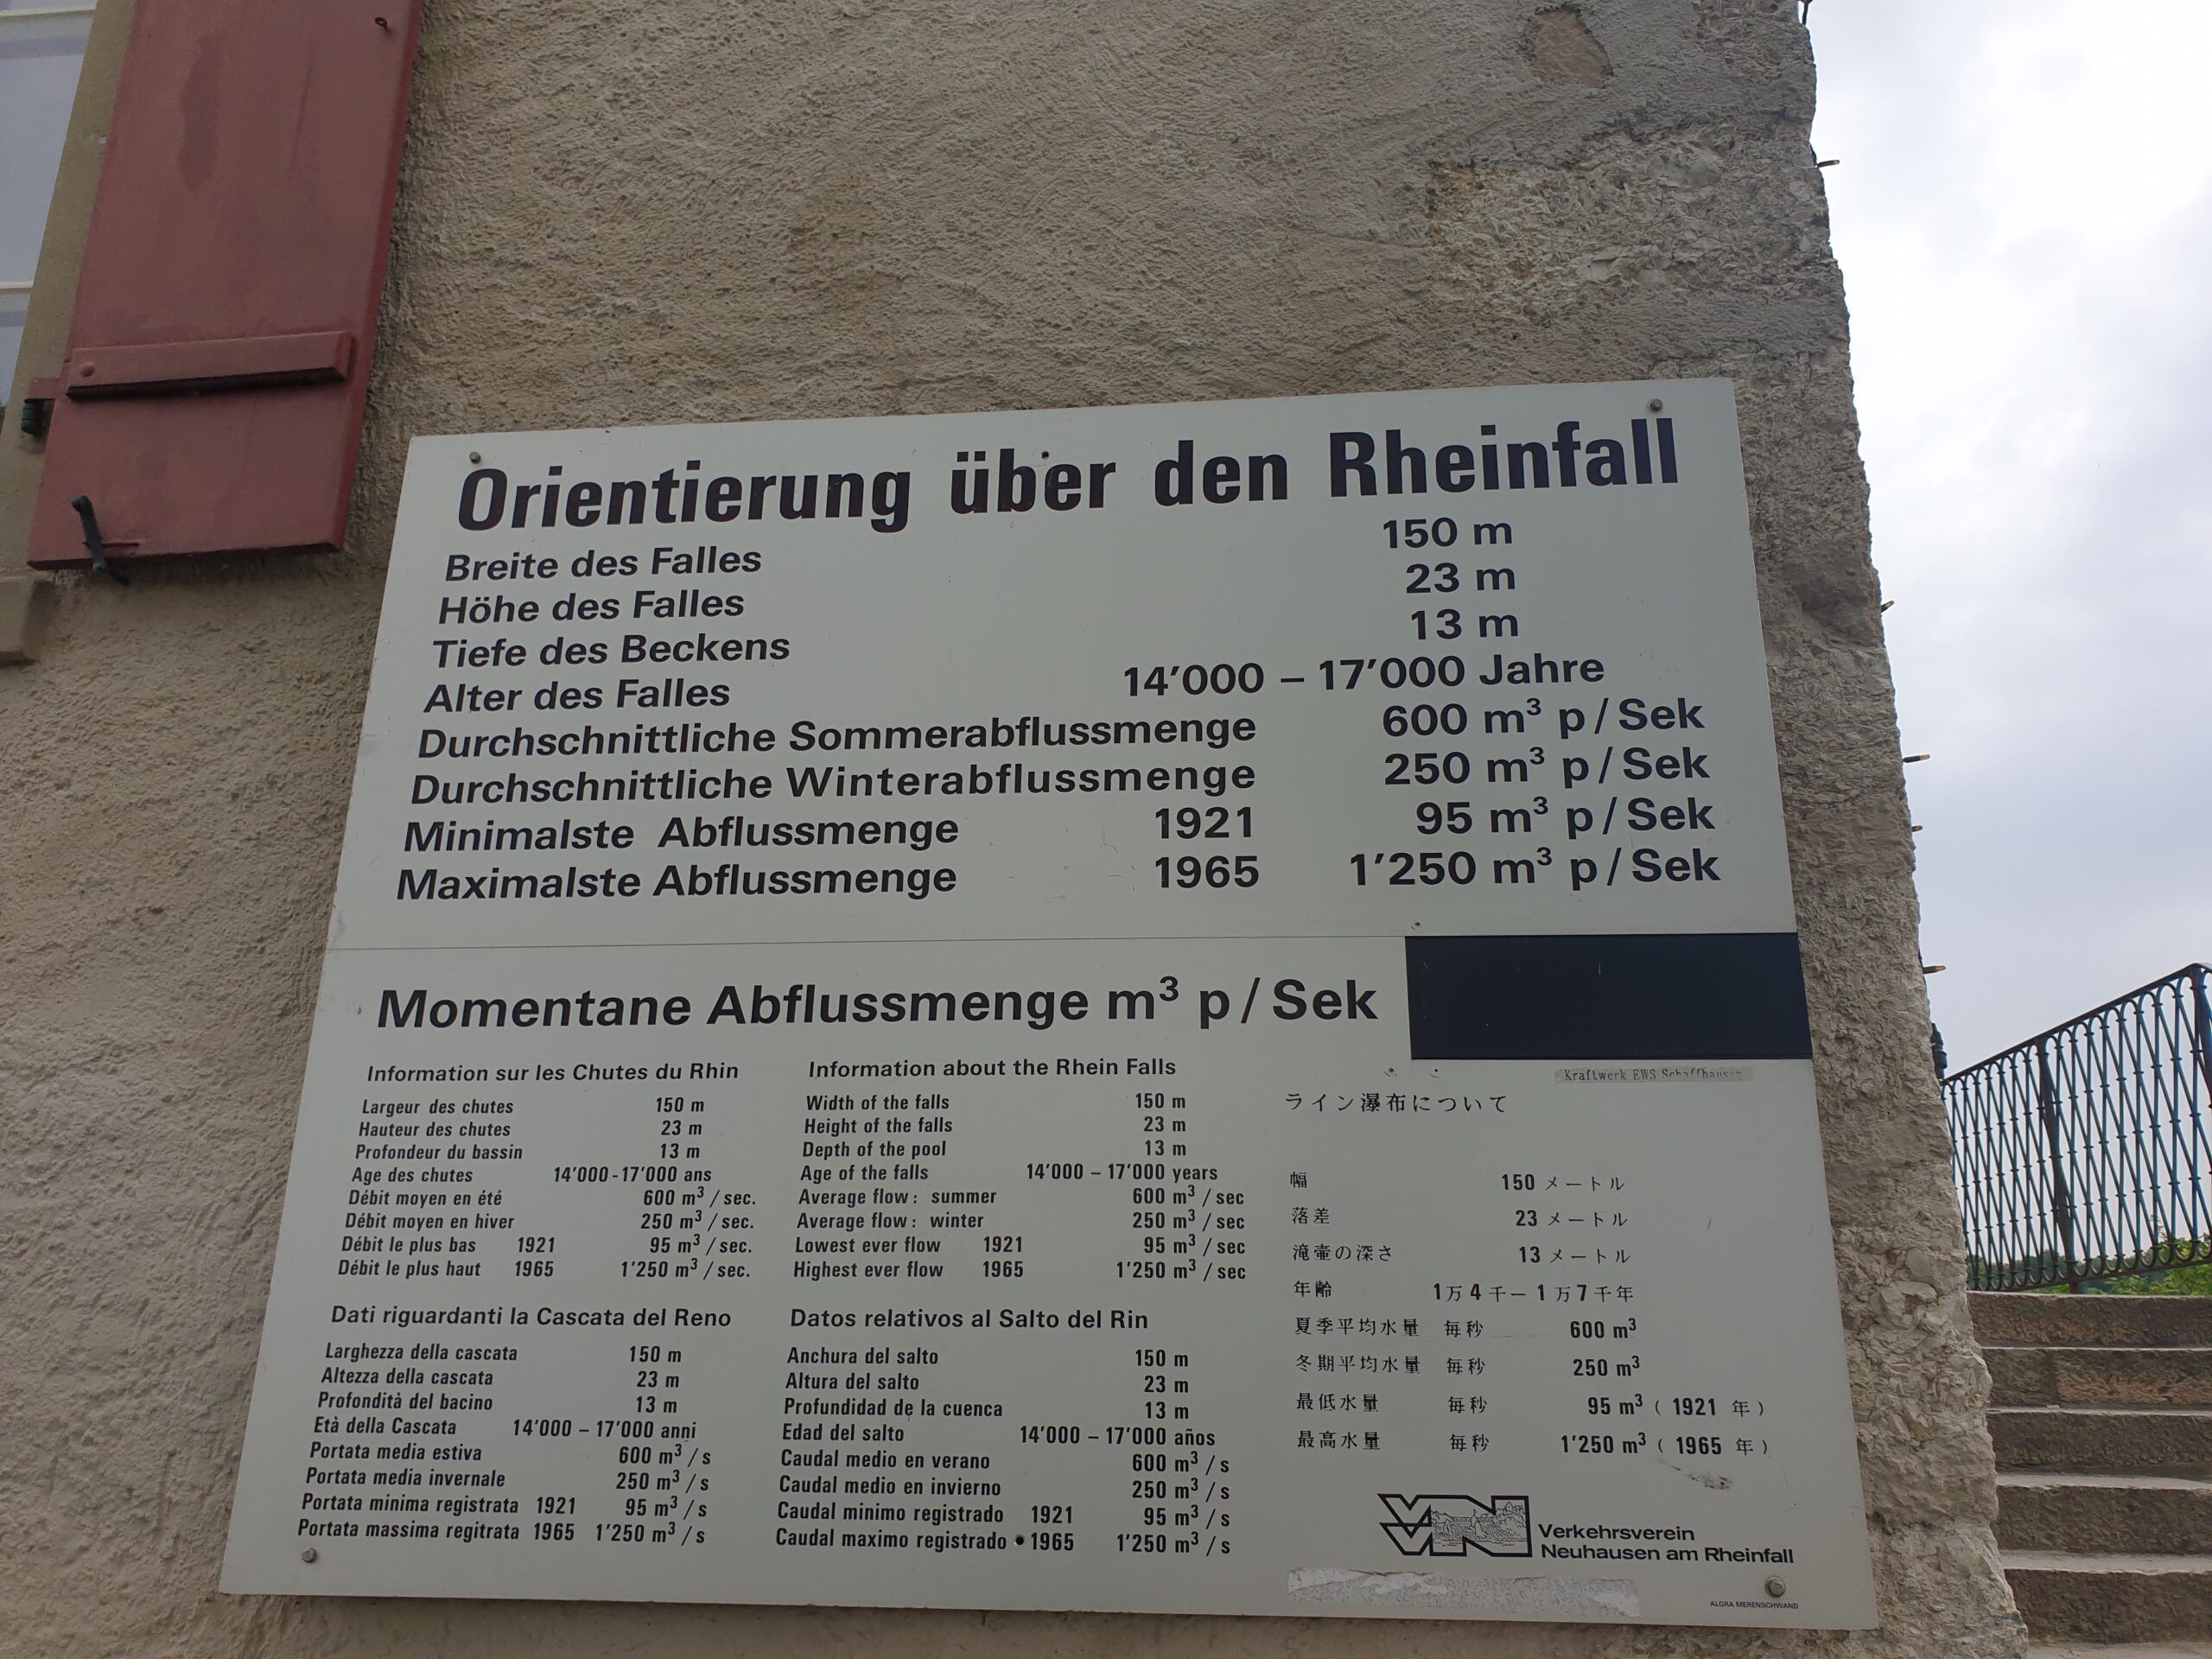 Orientierung über den Rheinfall
Breite des Falles 150 m
Höhe des Falles 23 m
Tiefe des Beckens 13 m
Alter des Falles 14'000 – 17'000 Jahre
Durchschnittliche Sommerabflussmenge 600 m³ p/Sek
Durchschnittliche Winterabflussmenge 250 m³ p/Sek
Minimalste Abflussmenge 1921 95 m³ p/Sek
Maximalste Abflussmenge 1965 1'250 m³ p/Sek
Momentane Abflussmenge m³ p/Sek
Kraftwerk EWS Schaffhausen
Information sur les Chutes du Rhin
Largeur des chutes 150 m
Hauteur des chutes 23 m
Profondeur du bassin 13 m
Age des chutes 14'000-17'000 ans
Débit moyen en été 600 m³/sec.
Débit moyen en hiver 250 m³/sec.
Débit le plus bas 1921 95 m³/sec.
Débit le plus haut 1965 1'250 m³/sec.
Information about the Rhein Falls
Width of the falls 150 m
Height of the falls 23 m
Depth of the pool 13 m
Age of the falls 14'000 – 17'000 years
Average flow: summer 600 m³/sec
Average flow: winter 250 m³/sec
Lowest ever flow 1921 95 m³/sec
Highest ever flow 1965 1'250 m³/sec
Dati riguardanti la Cascata del Reno
Larghezza della cascata 150 m
Altezza della cascata 23 m
Profondità del bacino 13 m
Età della Cascata 14'000 – 17'000 anni
Portata media estiva 600 m³/s
Portata media invernale 250 m³/s
Portata minima registrata 1921 95 m³/s
Portata massima regitrata 1965 1'250 m³/s
Datos relativos al Salto del Rin
Anchura del salto 150 m
Altura del salto 23 m
Profundidad de la cuenca 13 m
Edad del salto 14'000 – 17'000 años
Caudal medio en verano 600 m³/s
Caudal medio en invierno 250 m³/s
Caudal minimo registrado 1921 95 m³/s
Caudal maximo registrado 1965 1'250 m³/s
ライン瀑布について
幅 150 メートル
落差 23 メートル
滝壷の深さ 13 メートル
年齢 1万4千ー1万7千年
夏季平均水量 毎秒 600 m³
冬期平均水量 毎秒 250 m³
最低水量 毎秒 95 m³ (1921 年)
最高水量 毎秒 1'250 m³ (1965 年)
VVN
Verkehrsverein
Neuhausen am Rheinfall
ALGRA MERENSCHWAND